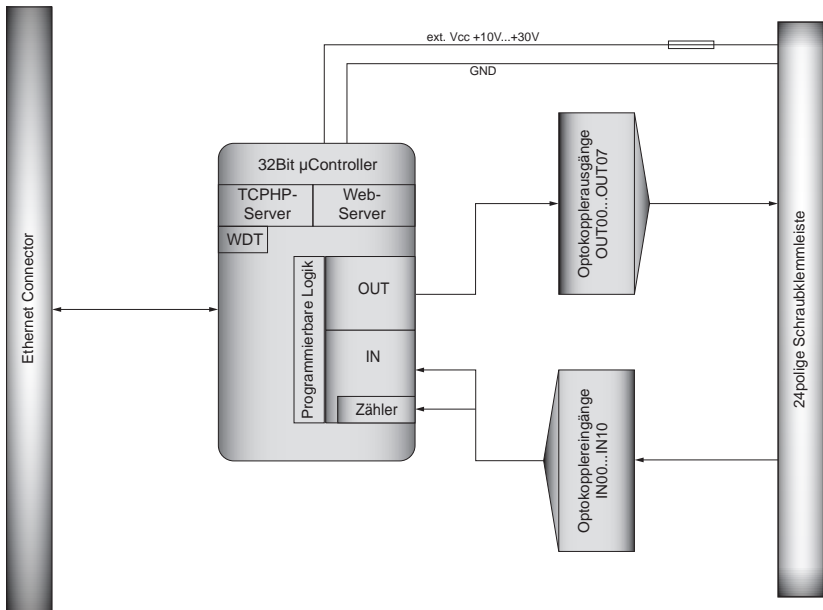 ext. Vcc +10V...+30V
GND
Ethernet Connector
32Bit µController
TCPHP-
Server
Web-
Server
WDT
Programmierbare Logik
OUT
IN
Zähler
Optokopplerausgänge
OUT00...OUT07
Optokopplereingänge
IN00...IN10
24polige Schraubklemmleiste